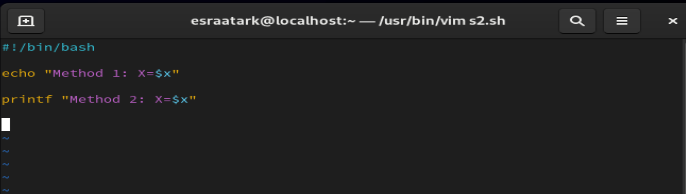 esraatark@localhost:~ — /usr/bin/vim s2.sh
#!/bin/bash
echo "Method 1: X=$x"
printf "Method 2: X=$x"
~
~
~
~
~